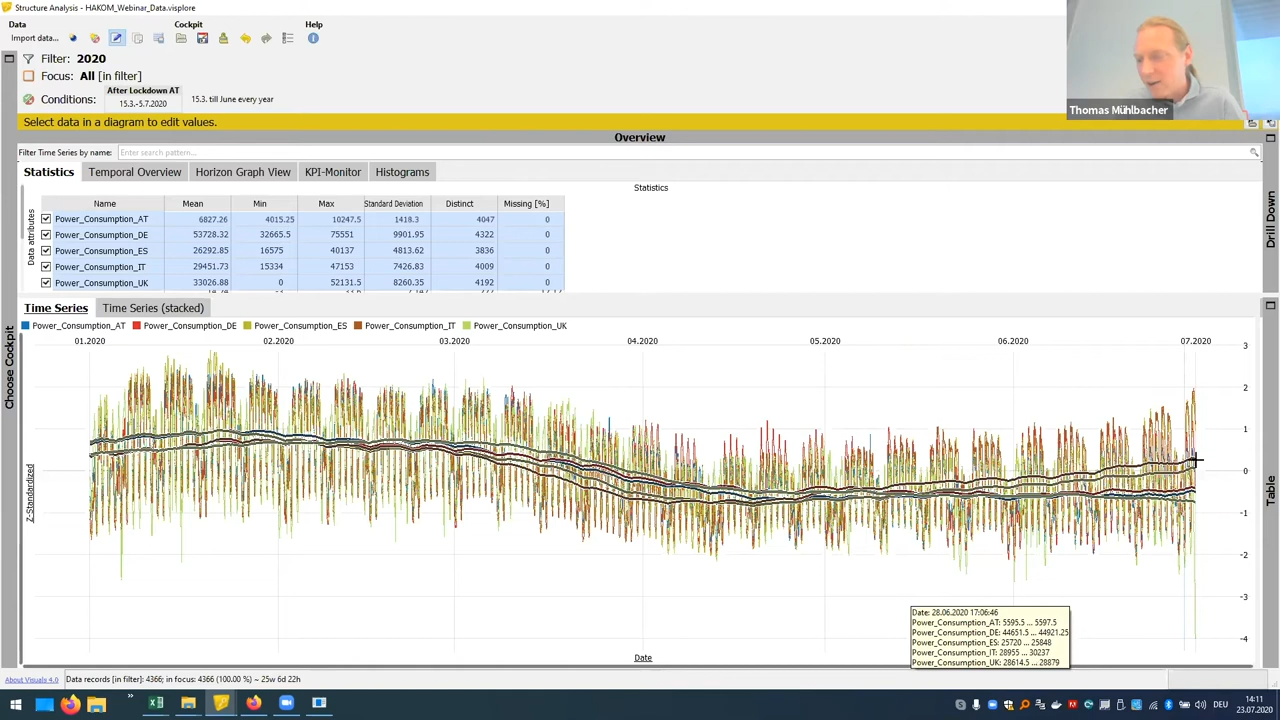 Structure Analysis - HAKOM_Webinar_Data.visplore
Data
Cockpit
Help
Import data...
Filter: 2020
Focus: All [in filter]
After Lockdown AT
Conditions:
15.3.-5.7.2020
15.3. till June every year
Thomas Mühlbacher
Select data in a diagram to edit values.
Overview
Filter Time Series by name:
Enter search pattern...
Statistics
Temporal Overview
Horizon Graph View
KPI-Monitor
Histograms
Statistics
Name Mean Min Max Standard Deviation Distinct Missing [%]
Power_Consumption_AT 6827.26 4015.25 10247.5 1418.3 4047 0
Power_Consumption_DE 53728.32 32665.5 75551 9901.95 4322 0
Power_Consumption_ES 26292.85 16575 40137 4813.62 3836 0
Power_Consumption_IT 29451.73 15334 47153 7426.83 4009 0
Power_Consumption_UK 33026.88 0 52131.5 8260.35 4192 0
Data attributes
Drill Down
Choose Cockpit
Table
Time Series
Time Series (stacked)
Power_Consumption_AT Power_Consumption_DE Power_Consumption_ES Power_Consumption_IT Power_Consumption_UK
01.2020 02.2020 03.2020 04.2020 05.2020 06.2020 07.2020
3
2
1
0
-1
-2
-3
-4
Z-Standardized
Date: 28.06.2020 17:06:46
Power_Consumption_AT: 5595.5 ... 5597.5
Power_Consumption_DE: 44651.5 ... 44921.25
Power_Consumption_ES: 25720 ... 25848
Power_Consumption_IT: 28955 ... 30237
Power_Consumption_UK: 28614.5 ... 28879
Date
About Visuals 4.0
Data records [in filter]: 4366; in focus: 4366 (100.00 %) ~ 25w 6d 22h
DEU
14:11
23.07.2020